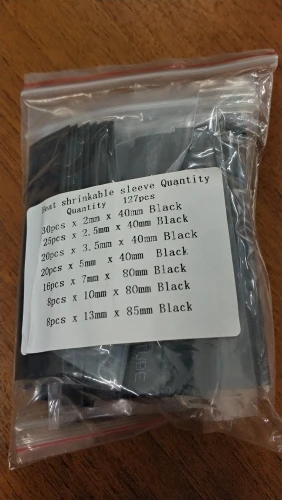 Heat shrinkable sleeve Quantity
Quantity 127pcs
30pcs x 2mm x 40mm Black
25pcs x 2.5mm x 40mm Black
20pcs x 3.5mm x 40mm Black
20pcs x 5mm x 40mm Black
16pcs x 7mm x 80mm Black
8pcs x 10mm x 80mm Black
8pcs x 13mm x 85mm Black